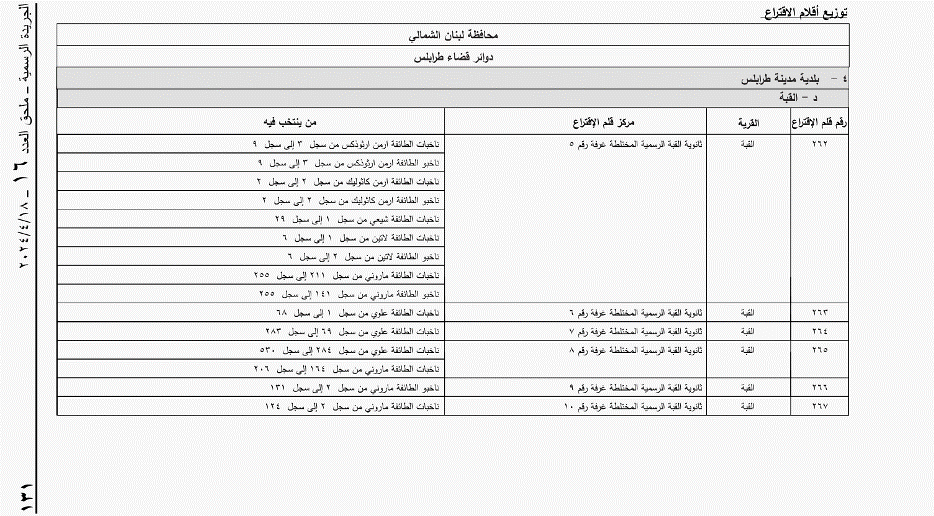 توزيع أقلام الاقتراع
محافظة لبنان الشمالي
دوائر قضاء طرابلس
٤ - بلدية مدينة طرابلس
د - القبة
رقم قلم الإقتراع القرية مركز قلم الإقتراع من ينتخب فيه
٢٦٢ القبة ثانوية القبة الرسمية المختلطة غرفة رقم ٥ ناخبات الطائفة ارمن ارثوذكس من سجل ٣ إلى سجل ٩
ناخبو الطائفة ارمن ارثوذكس من سجل ٣ إلى سجل ٩
ناخبات الطائفة ارمن كاثوليك من سجل ٢ إلى سجل ٢
ناخبو الطائفة ارمن كاثوليك من سجل ٢ إلى سجل ٢
ناخبات الطائفة شيعي من سجل ١ إلى سجل ٢٩
ناخبات الطائفة لاتين من سجل ١ إلى سجل ٦
ناخبو الطائفة لاتين من سجل ٢ إلى سجل ٦
ناخبات الطائفة ماروني من سجل ٢١١ إلى سجل ٢٥٥
ناخبو الطائفة ماروني من سجل ١٤١ إلى سجل ٢٥٥
٢٦٣ القبة ثانوية القبة الرسمية المختلطة غرفة رقم ٦ ناخبات الطائفة علوي من سجل ١ إلى سجل ٦٨
٢٦٤ القبة ثانوية القبة الرسمية المختلطة غرفة رقم ٧ ناخبات الطائفة علوي من سجل ٦٩ إلى سجل ٢٨٣
٢٦٥ القبة ثانوية القبة الرسمية المختلطة غرفة رقم ٨ ناخبات الطائفة علوي من سجل ٢٨٤ إلى سجل ٥٣٠
ناخبات الطائفة ماروني من سجل ١٦٤ إلى سجل ٢٠٦
٢٦٦ القبة ثانوية القبة الرسمية المختلطة غرفة رقم ٩ ناخبو الطائفة ماروني من سجل ٢ إلى سجل ١٣١
٢٦٧ القبة ثانوية القبة الرسمية المختلطة غرفة رقم ١٠ ناخبات الطائفة ماروني من سجل ٢ إلى سجل ١٢٤
الجريدة الرسمية - ملحق العدد ١٦ - ٢٠٢٤/٤/١٨
١٣١